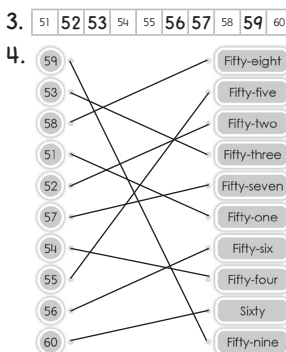 3. 51 52 53 54 55 56 57 58 59 60
4.
59 Fifty-eight
53 Fifty-five
58 Fifty-two
51 Fifty-three
52 Fifty-seven
57 Fifty-one
54 Fifty-six
55 Fifty-four
56 Sixty
60 Fifty-nine